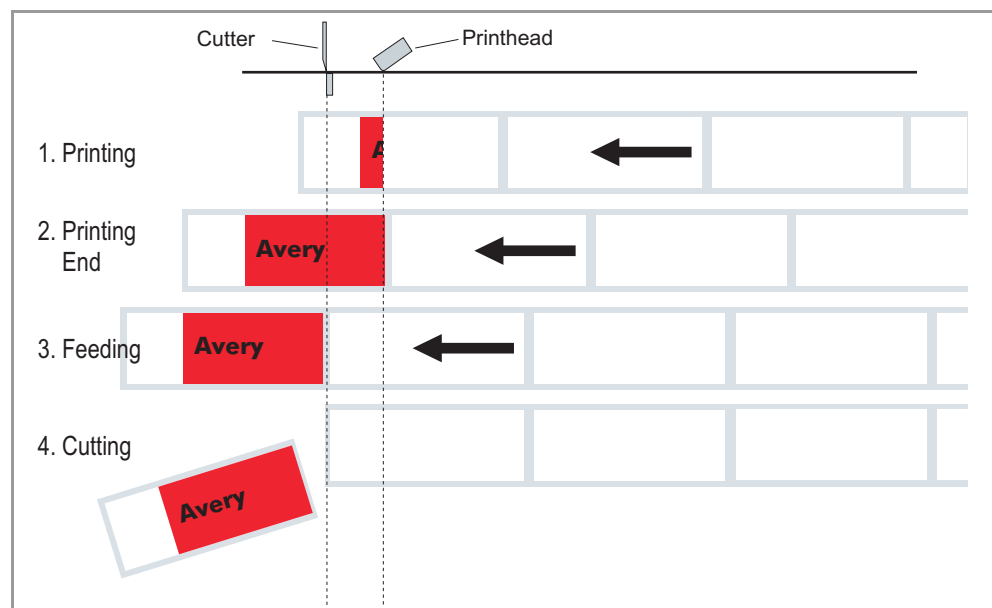 Cutter
Printhead
1. Printing
A
2. Printing
End
Avery
3. Feeding
Avery
4. Cutting
Avery